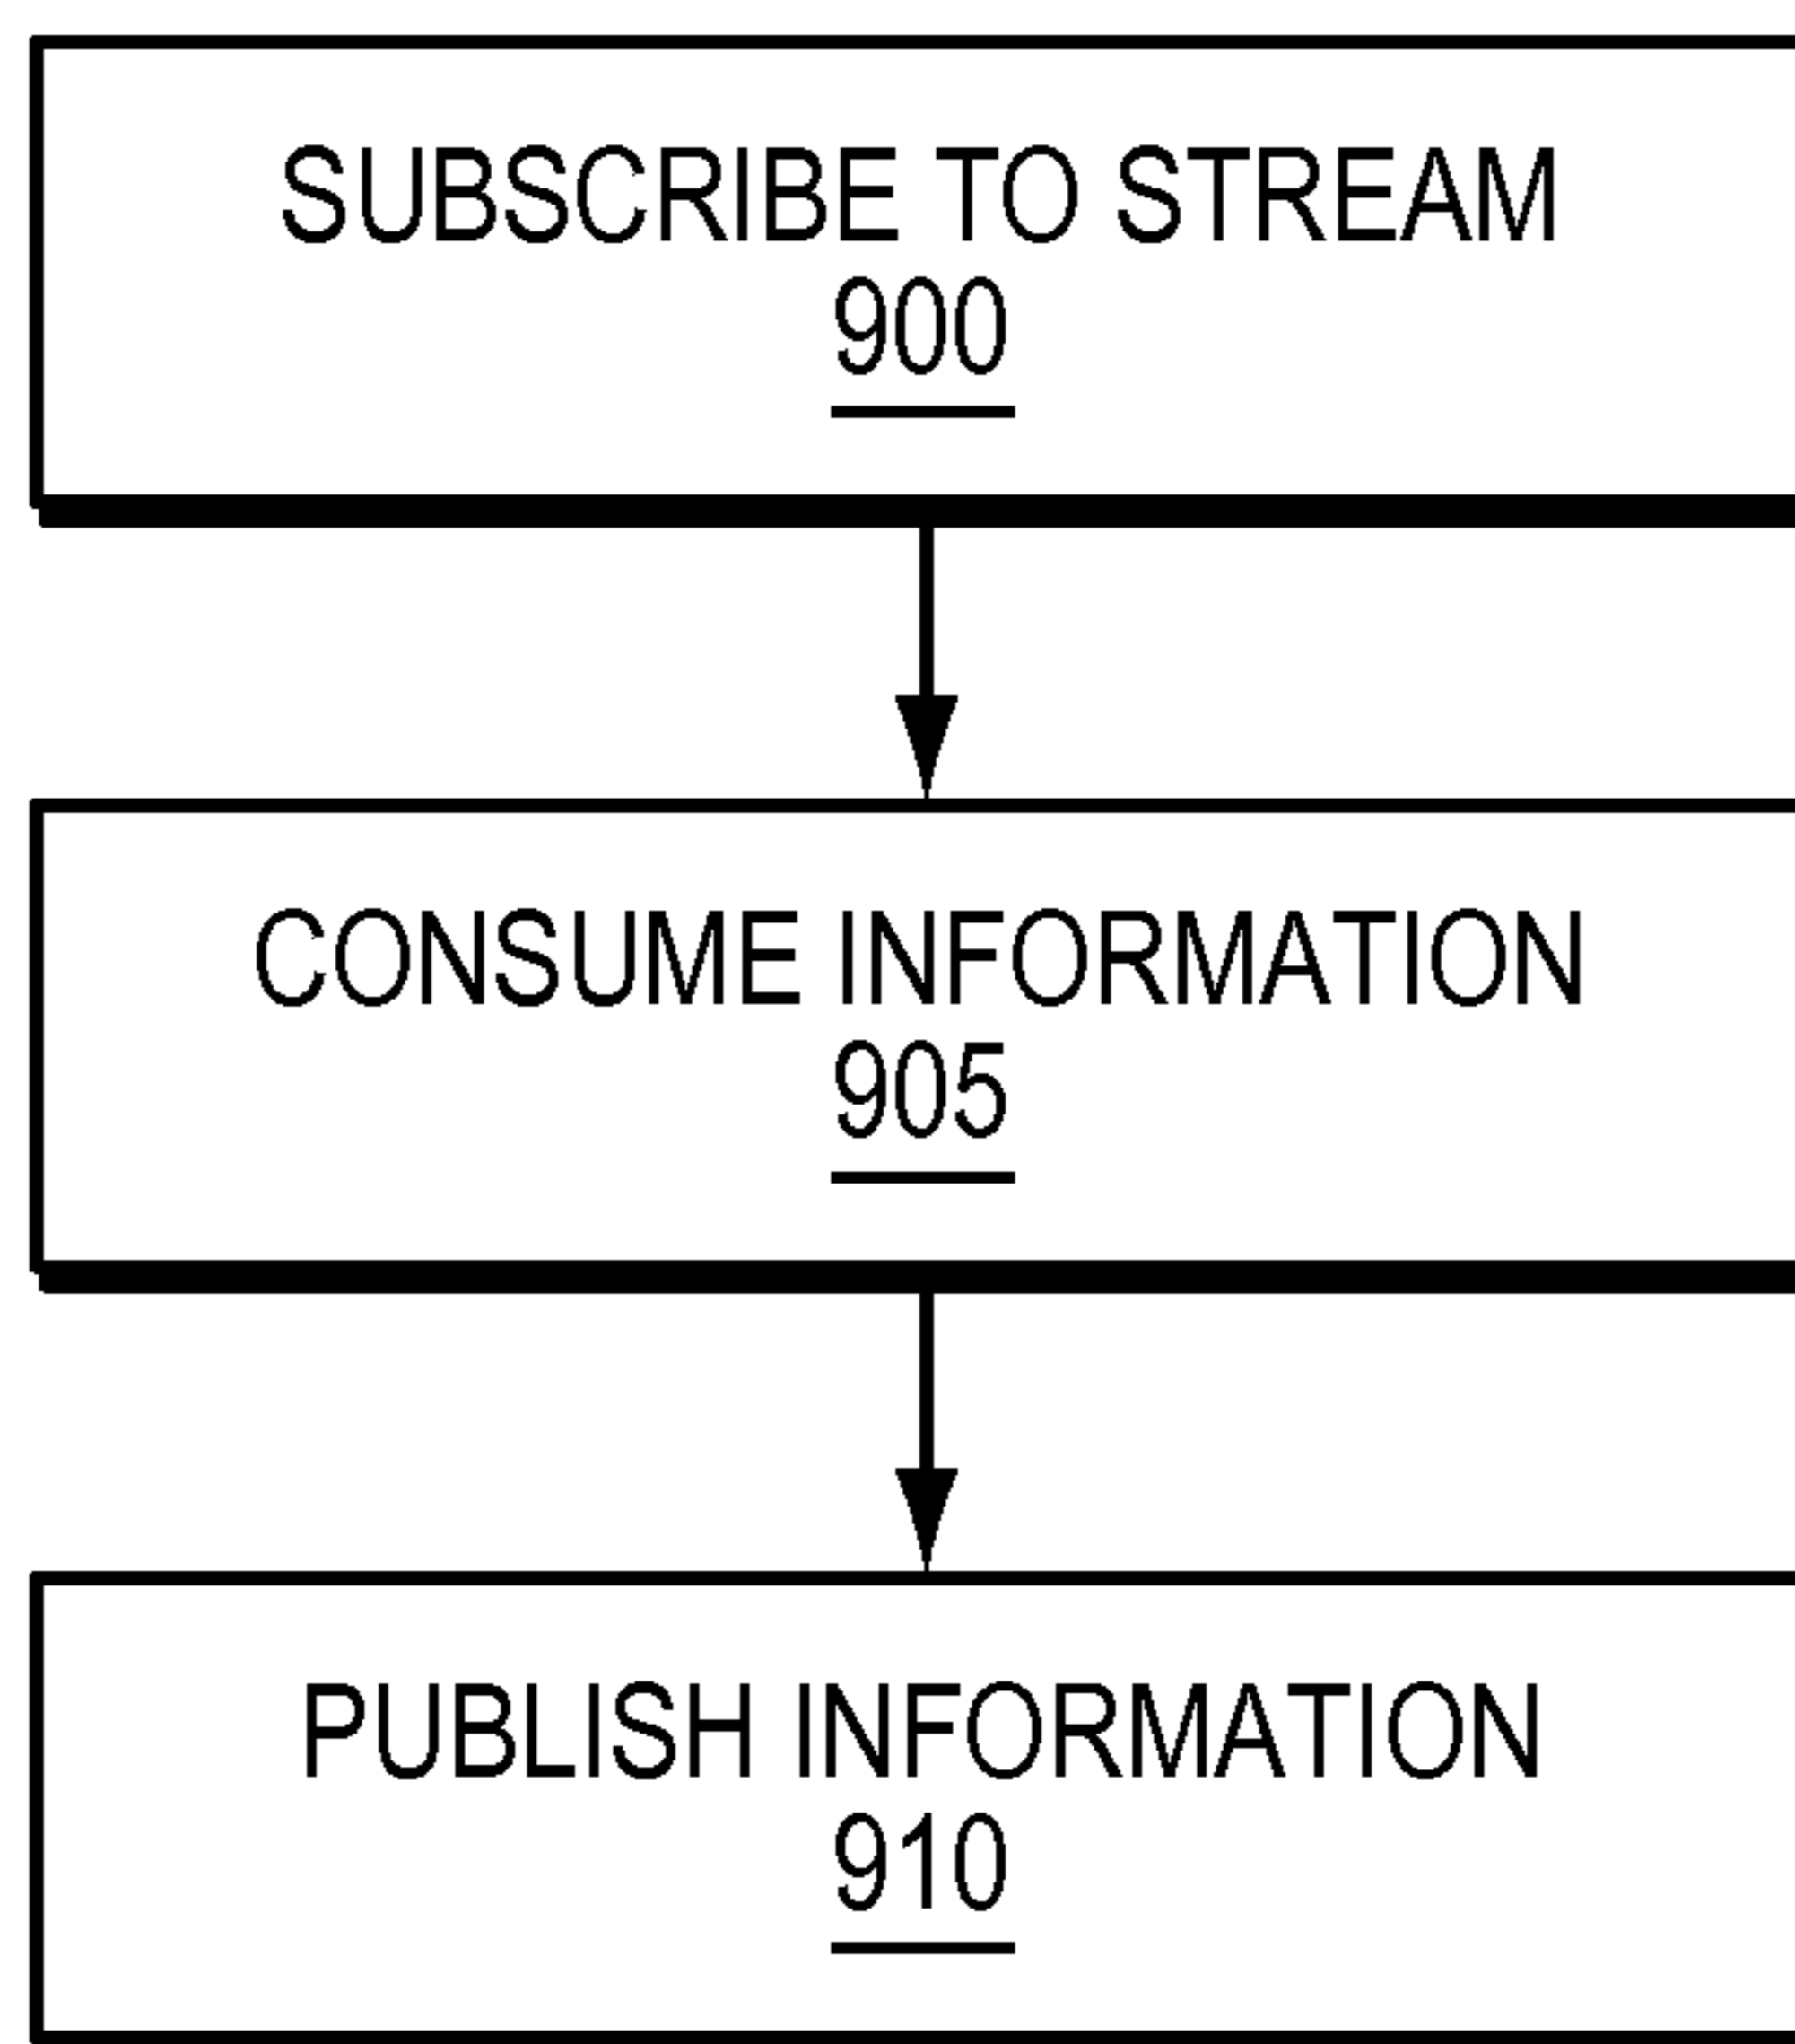 SUBSCRIBE TO STREAM
900
CONSUME INFORMATION
905
PUBLISH INFORMATION
910